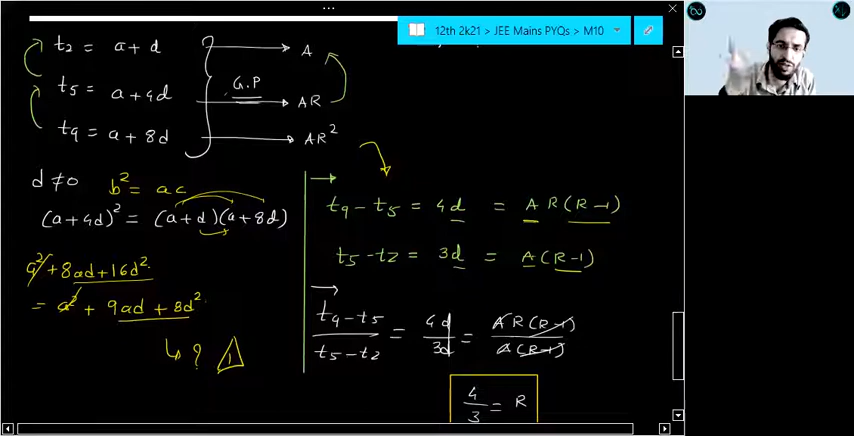 12th 2k21 > JEE Mains PYQs > M10
t2 = a + d → A
G.P
t5 = a + 4d → AR
t9 = a + 8d → AR²
d ≠ 0
b² = ac
(a+4d)² = (a+d)(a+8d)
a² + 8ad + 16d²
= a² + 9ad + 8d²
↳ ?
1
t9 - t5 = 4d = AR(R-1)
t5 - t2 = 3d = A(R-1)
t9 - t5 / t5 - t2 = 4d / 3d = AR(R-1) / A(R-1)
4/3 = R